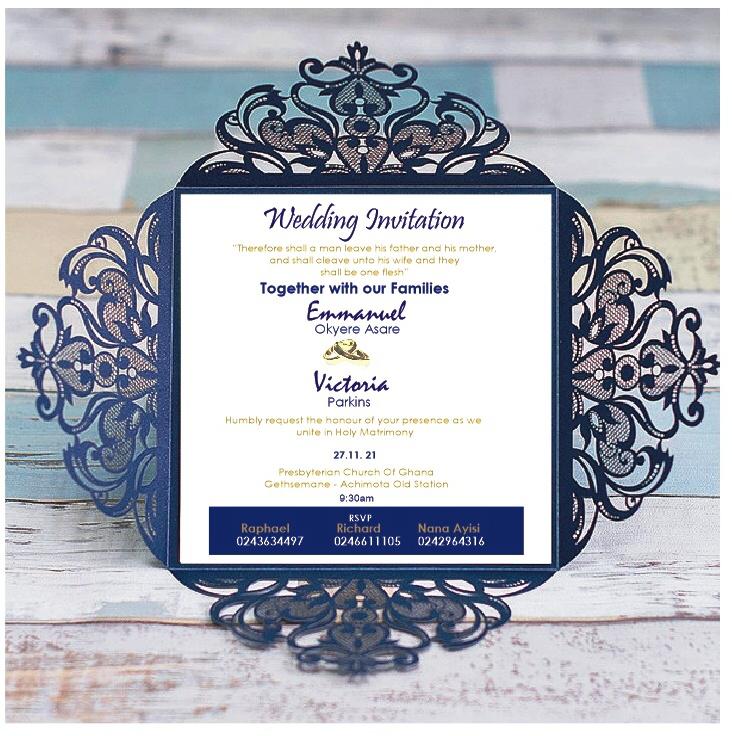 Wedding Invitation
"Therefore shall a man leave his father and his mother,
and shall cleave unto his wife and they
shall be one flesh"
Together with our Families
Emmanuel
Okyere Asare
Victoria
Parkins
Humbly request the honour of your presence as we
unite in Holy Matrimony
27.11. 21
Presbyterian Church Of Ghana
Gethsemane - Achimota Old Station
9:30am
RSVP
Raphael Richard Nana Ayisi
0243634497 0246611105 0242964316